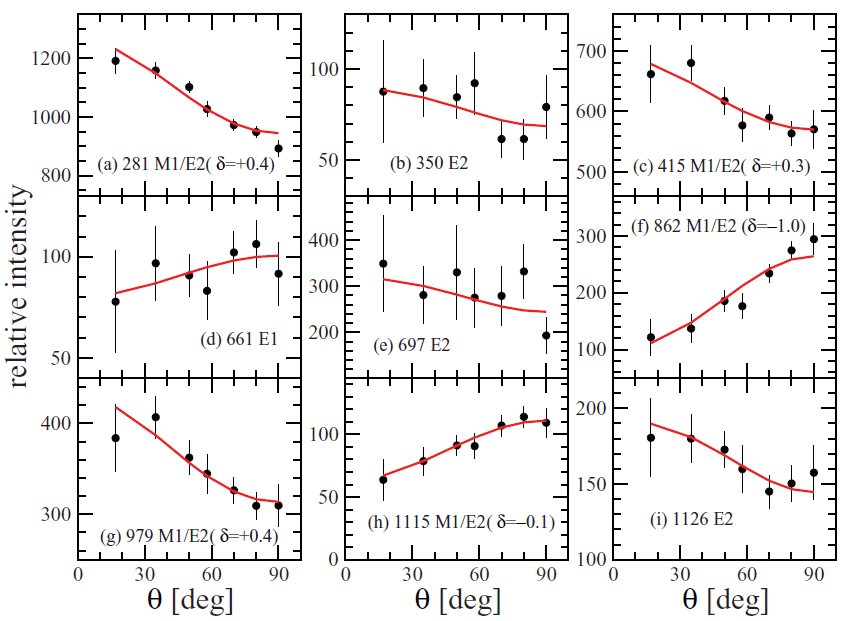 relative intensity
1200
1000
800
(a) 281 M1/E2( δ=+0.4)
100
50
(b) 350 E2
700
600
500
(c) 415 M1/E2( δ=+0.3)
100
50
(d) 661 E1
400
300
200
(e) 697 E2
300
200
100
(f) 862 M1/E2 (δ=–1.0)
400
300
(g) 979 M1/E2( δ=+0.4)
100
50
0
(h) 1115 M1/E2( δ=–0.1)
200
150
100
(i) 1126 E2
0 30 60 90
0 30 60 90
0 30 60 90
θ [deg]
θ [deg]
θ [deg]